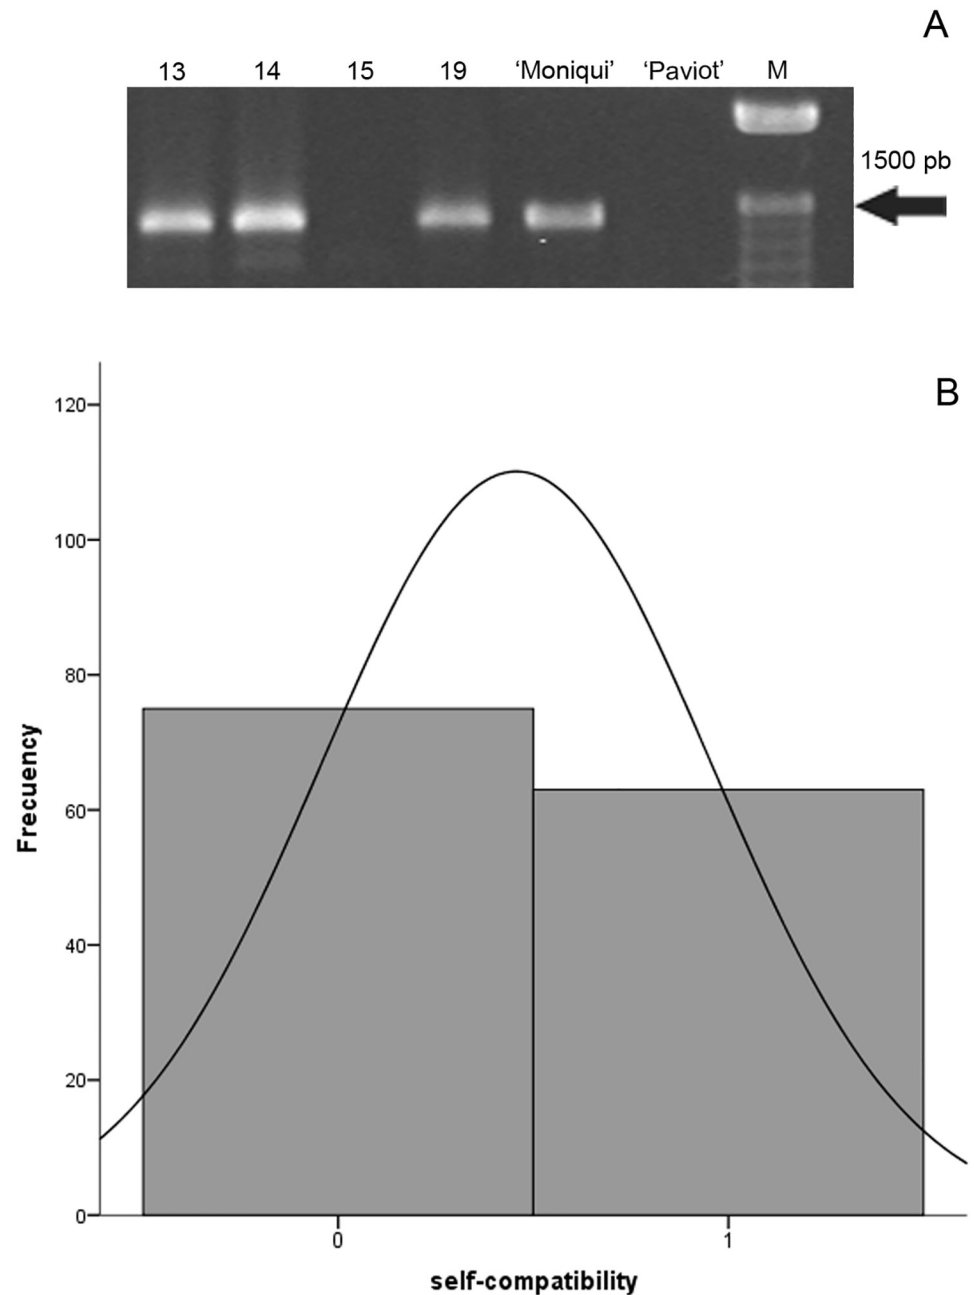 A
13 14 15 19 ‘Moniqui’ ‘Paviot’ M
1500 pb
B
120
100
80
60
40
20
0
Frecuency
0 1
self-compatibility